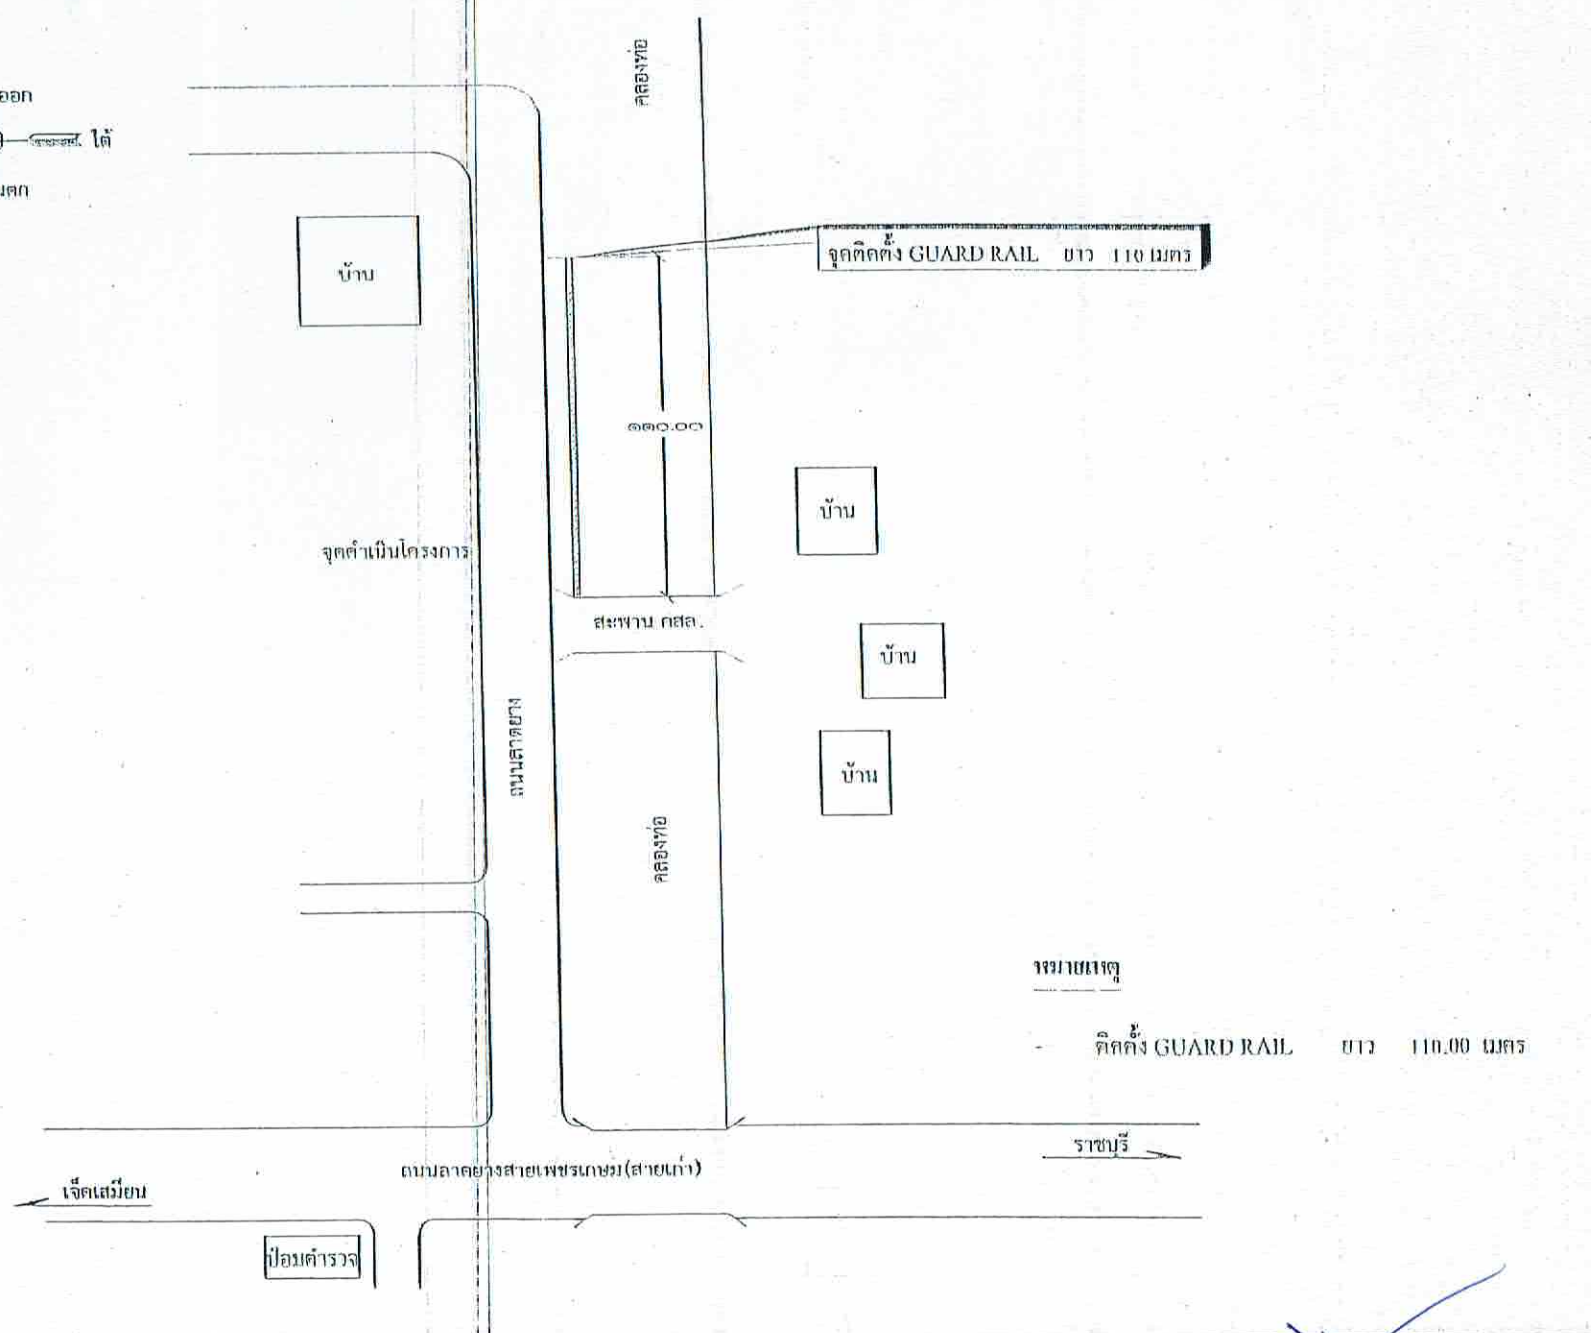 คลองท่อ
ออก
ใต้
นตก
บ้าน
จุดติดตั้ง GUARD RAIL ยาว 110 เมตร
๑๑๐.๐๐
บ้าน
จุดดำเนินโครงการ
สะพาน คสล.
บ้าน
ถนนลาดยาง
บ้าน
คลองท่อ
หมายเหตุ
- ติดตั้ง GUARD RAIL ยาว 110.00 เมตร
ราชบุรี
ถนนลาดยางสายเพชรเกษม(สายเก่า)
เจ็ดเสมียน
ป้อมตำรวจ